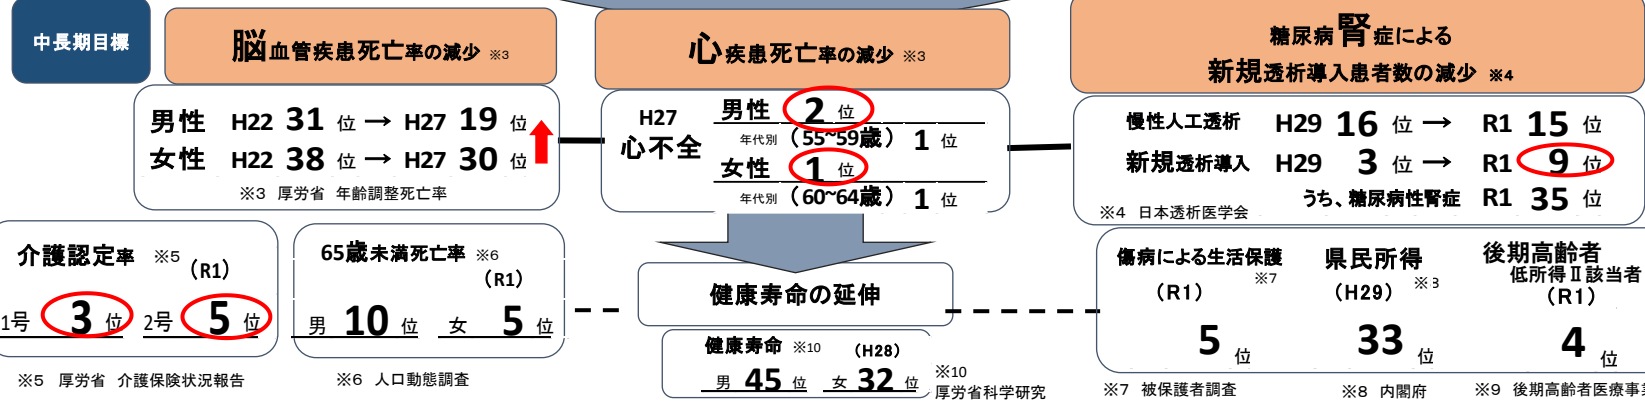 中長期目標
脳血管疾患死亡率の減少 ※3
男性 H22 31 位 → H27 19 位
女性 H22 38 位 → H27 30 位
※3 厚労省 年齢調整死亡率
心疾患死亡率の減少 ※3
H27
心不全
男性 2 位
年代別 (55~59歳) 1 位
女性 1 位
年代別 (60~64歳) 1 位
糖尿病腎症による
新規透析導入患者数の減少 ※4
慢性人工透析 H29 16 位 → R1 15 位
新規透析導入 H29 3 位 → R1 9 位
うち、糖尿病性腎症 R1 35 位
※4 日本透析医学会
介護認定率 ※5 (R1)
1号 3 位 2号 5 位
※5 厚労省 介護保険状況報告
65歳未満死亡率 ※6
(R1)
男 10 位 女 5 位
※6 人口動態調査
健康寿命の延伸
健康寿命 ※10 (H28)
男 45 位 女 32 位
※10
厚労省科学研究
傷病による生活保護
(R1) ※7
5 位
※7 被保護者調査
県民所得
(H29)
33 位
※8 内閣府
後期高齢者
低所得Ⅱ該当者
(R1)
4 位
※9 後期高齢者医療事